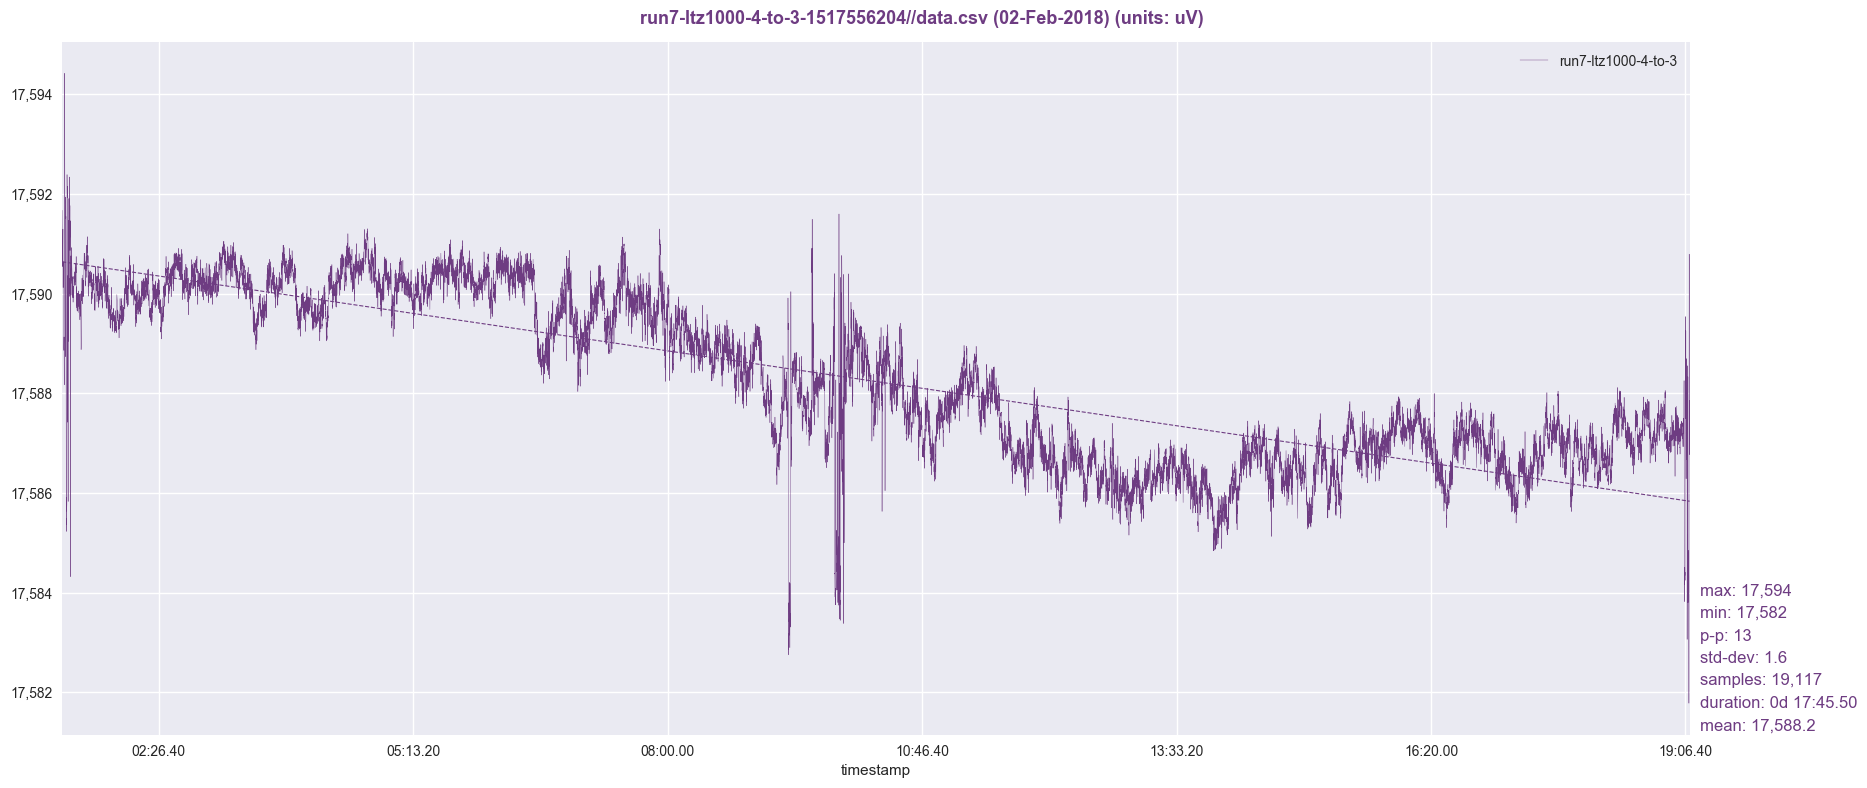 run7-ltz1000-4-to-3-1517556204//data.csv (02-Feb-2018) (units: uV)
run7-ltz1000-4-to-3
17,594
17,592
17,590
17,588
17,586
17,584
17,582
max: 17,594
min: 17,582
p-p: 13
std-dev: 1.6
samples: 19,117
duration: 0d 17:45.50
mean: 17,588.2
02:26.40 05:13.20 08:00.00 10:46.40 13:33.20 16:20.00 19:06.40
timestamp